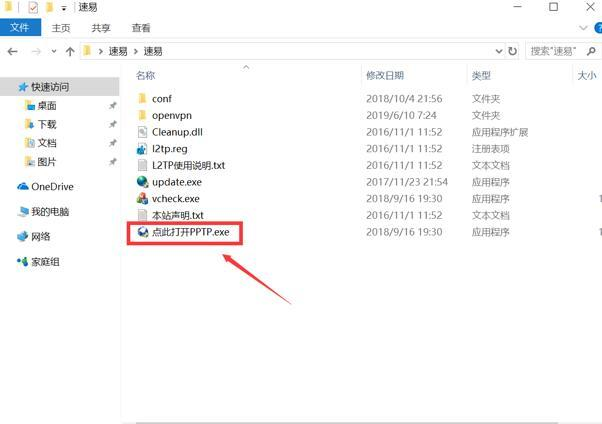 速易
文件 主页 共享 查看
速易 速易 搜索"速易"
名称 修改日期 类型 大小
快速访问
桌面
下载
文档
图片
OneDrive
我的电脑
网络
家庭组
conf 2018/10/4 21:56 文件夹
openvpn 2019/6/10 7:24 文件夹
Cleanup.dll 2016/11/1 11:52 应用程序扩展
l2tp.reg 2016/11/1 11:52 注册表项
L2TP使用说明.txt 2016/11/1 11:52 文本文档
update.exe 2017/11/23 21:54 应用程序
vcheck.exe 2018/9/16 19:30 应用程序 1
本站声明.txt 2016/11/1 11:52 文本文档
点此打开PPTP.exe 2018/9/16 19:30 应用程序 1